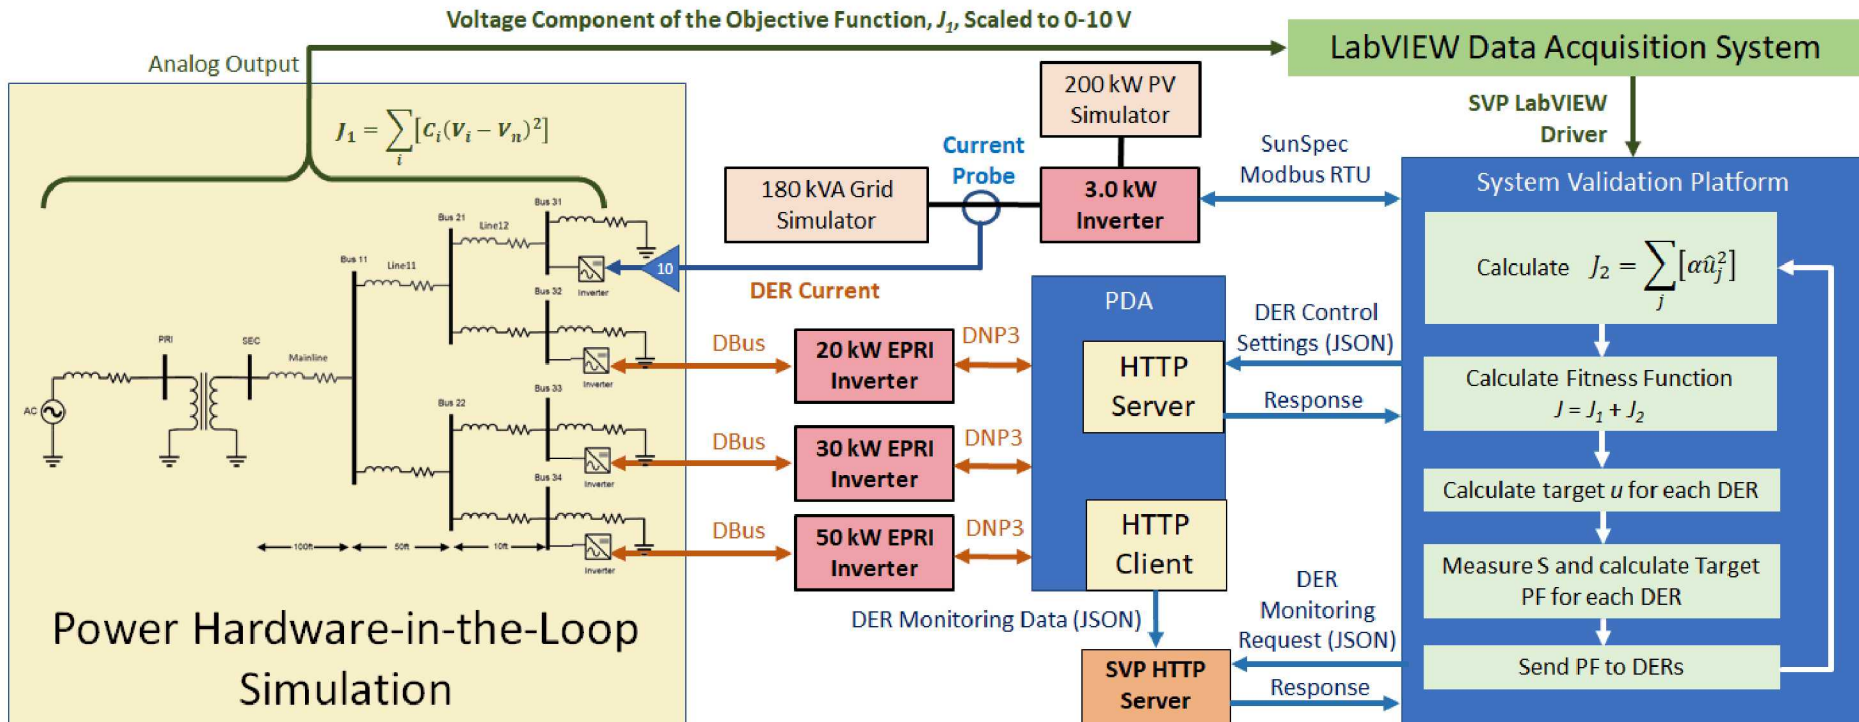 Voltage Component of the Objective Function, J₁, Scaled to 0-10 V
Analog Output
LabVIEW Data Acquisition System
SVP LabVIEW
Driver
J₁ = ∑ᵢ[Cᵢ(Vᵢ − Vₙ)²]
200 kW PV
Simulator
Current
Probe
180 kVA Grid
Simulator
3.0 kW
Inverter
SunSpec
Modbus RTU
Bus 31
Bus 21
Line12
Bus 11
Line11
10
Inverter
DER Current
Bus 32
Inverter
PRI
SEC
Mainline
AC
Bus 33
Bus 22
Inverter
Bus 34
Inverter
100ft
50ft
10ft
Power Hardware-in-the-Loop
Simulation
DBus
20 kW EPRI
Inverter
DNP3
DBus
30 kW EPRI
Inverter
DNP3
DBus
50 kW EPRI
Inverter
DNP3
PDA
HTTP
Server
HTTP
Client
DER Control
Settings (JSON)
Response
DER Monitoring Data (JSON)
DER
Monitoring
Request (JSON)
SVP HTTP
Server
Response
System Validation Platform
Calculate J₂ = ∑ⱼ[αûⱼ²]
Calculate Fitness Function
J = J₁ + J₂
Calculate target u for each DER
Measure S and calculate Target
PF for each DER
Send PF to DERs